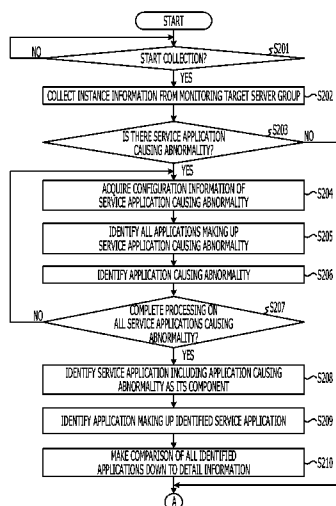 START
S201
START COLLECTION?
NO
YES
COLLECT INSTANCE INFORMATION FROM MONITORING TARGET SERVER GROUP
S202
S203
IS THERE SERVICE APPLICATION
CAUSING ABNORMALITY?
NO
YES
ACQUIRE CONFIGURATION INFORMATION OF
SERVICE APPLICATION CAUSING ABNORMALITY
S204
IDENTIFY ALL APPLICATIONS MAKING UP
SERVICE APPLICATION CAUSING ABNORMALITY
S205
IDENTIFY APPLICATION CAUSING ABNORMALITY
S206
S207
COMPLETE PROCESSING ON
ALL SERVICE APPLICATIONS CAUSING
ABNORMALITY?
NO
YES
IDENTIFY SERVICE APPLICATION INCLUDING APPLICATION CAUSING
ABNORMALITY AS ITS COMPONENT
S208
IDENTIFY APPLICATION MAKING UP IDENTIFIED SERVICE APPLICATION
S209
MAKE COMPARISON OF ALL IDENTIFIED
APPLICATIONS DOWN TO DETAIL INFORMATION
S210
A